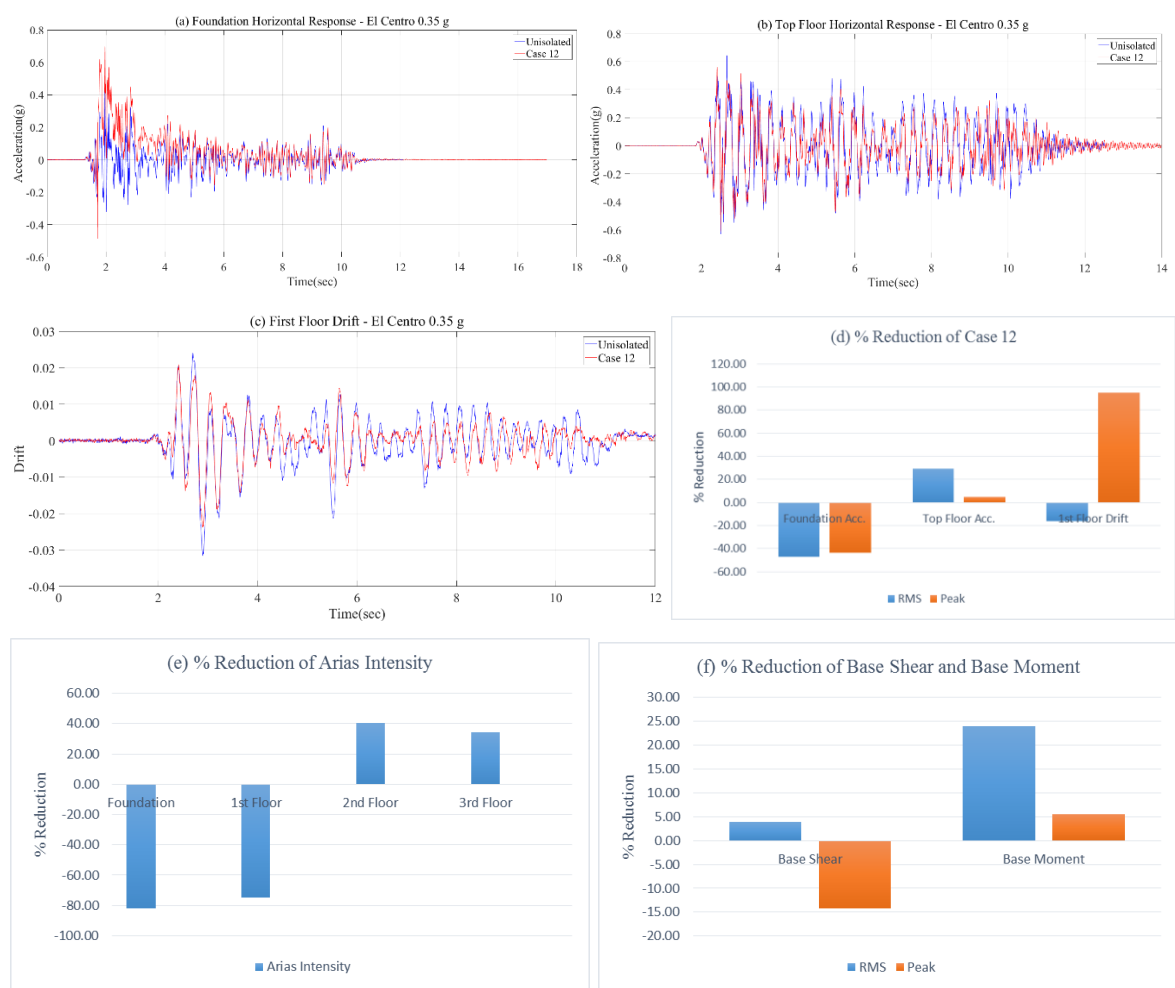 (a) Foundation Horizontal Response - El Centro 0.35 g
Unisolated
Case 12
Acceleration(g)
0.8
0.6
0.4
0.2
0
-0.2
-0.4
-0.6
0 2 4 6 8 10 12 14 16 18
Time(sec)
(b) Top Floor Horizontal Response - El Centro 0.35 g
Unisolated
Case 12
Acceleration(g)
0.8
0.6
0.4
0.2
0
-0.2
-0.4
-0.6
-0.8
0 2 4 6 8 10 12 14
Time(sec)
(c) First Floor Drift - El Centro 0.35 g
Unisolated
Case 12
Drift
0.03
0.02
0.01
0
-0.01
-0.02
-0.03
-0.04
0 2 4 6 8 10 12
Time(sec)
(d) % Reduction of Case 12
% Reduction
120.00
100.00
80.00
60.00
40.00
20.00
0.00
-20.00
-40.00
-60.00
Foundation Acc. Top Floor Acc. 1st Floor Drift
RMS Peak
(e) % Reduction of Arias Intensity
% Reduction
60.00
40.00
20.00
0.00
-20.00
-40.00
-60.00
-80.00
-100.00
Foundation 1st Floor 2nd Floor 3rd Floor
Arias Intensity
(f) % Reduction of Base Shear and Base Moment
% Reduction
30.00
25.00
20.00
15.00
10.00
5.00
0.00
-5.00
-10.00
-15.00
-20.00
Base Shear Base Moment
RMS Peak